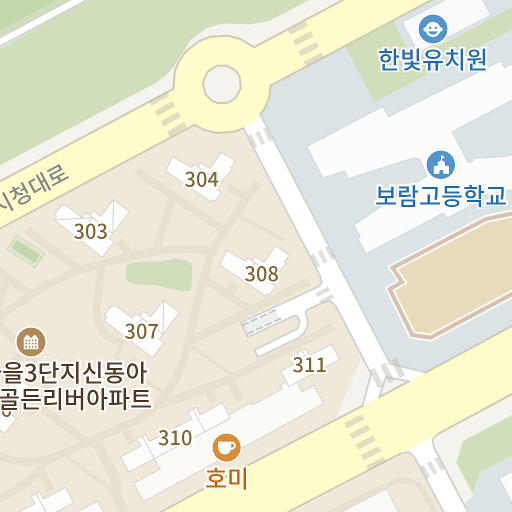 한빛유치원
보람고등학교
시청대로
304
303
308
307
을3단지신동아
골든리버아파트
311
310
호미